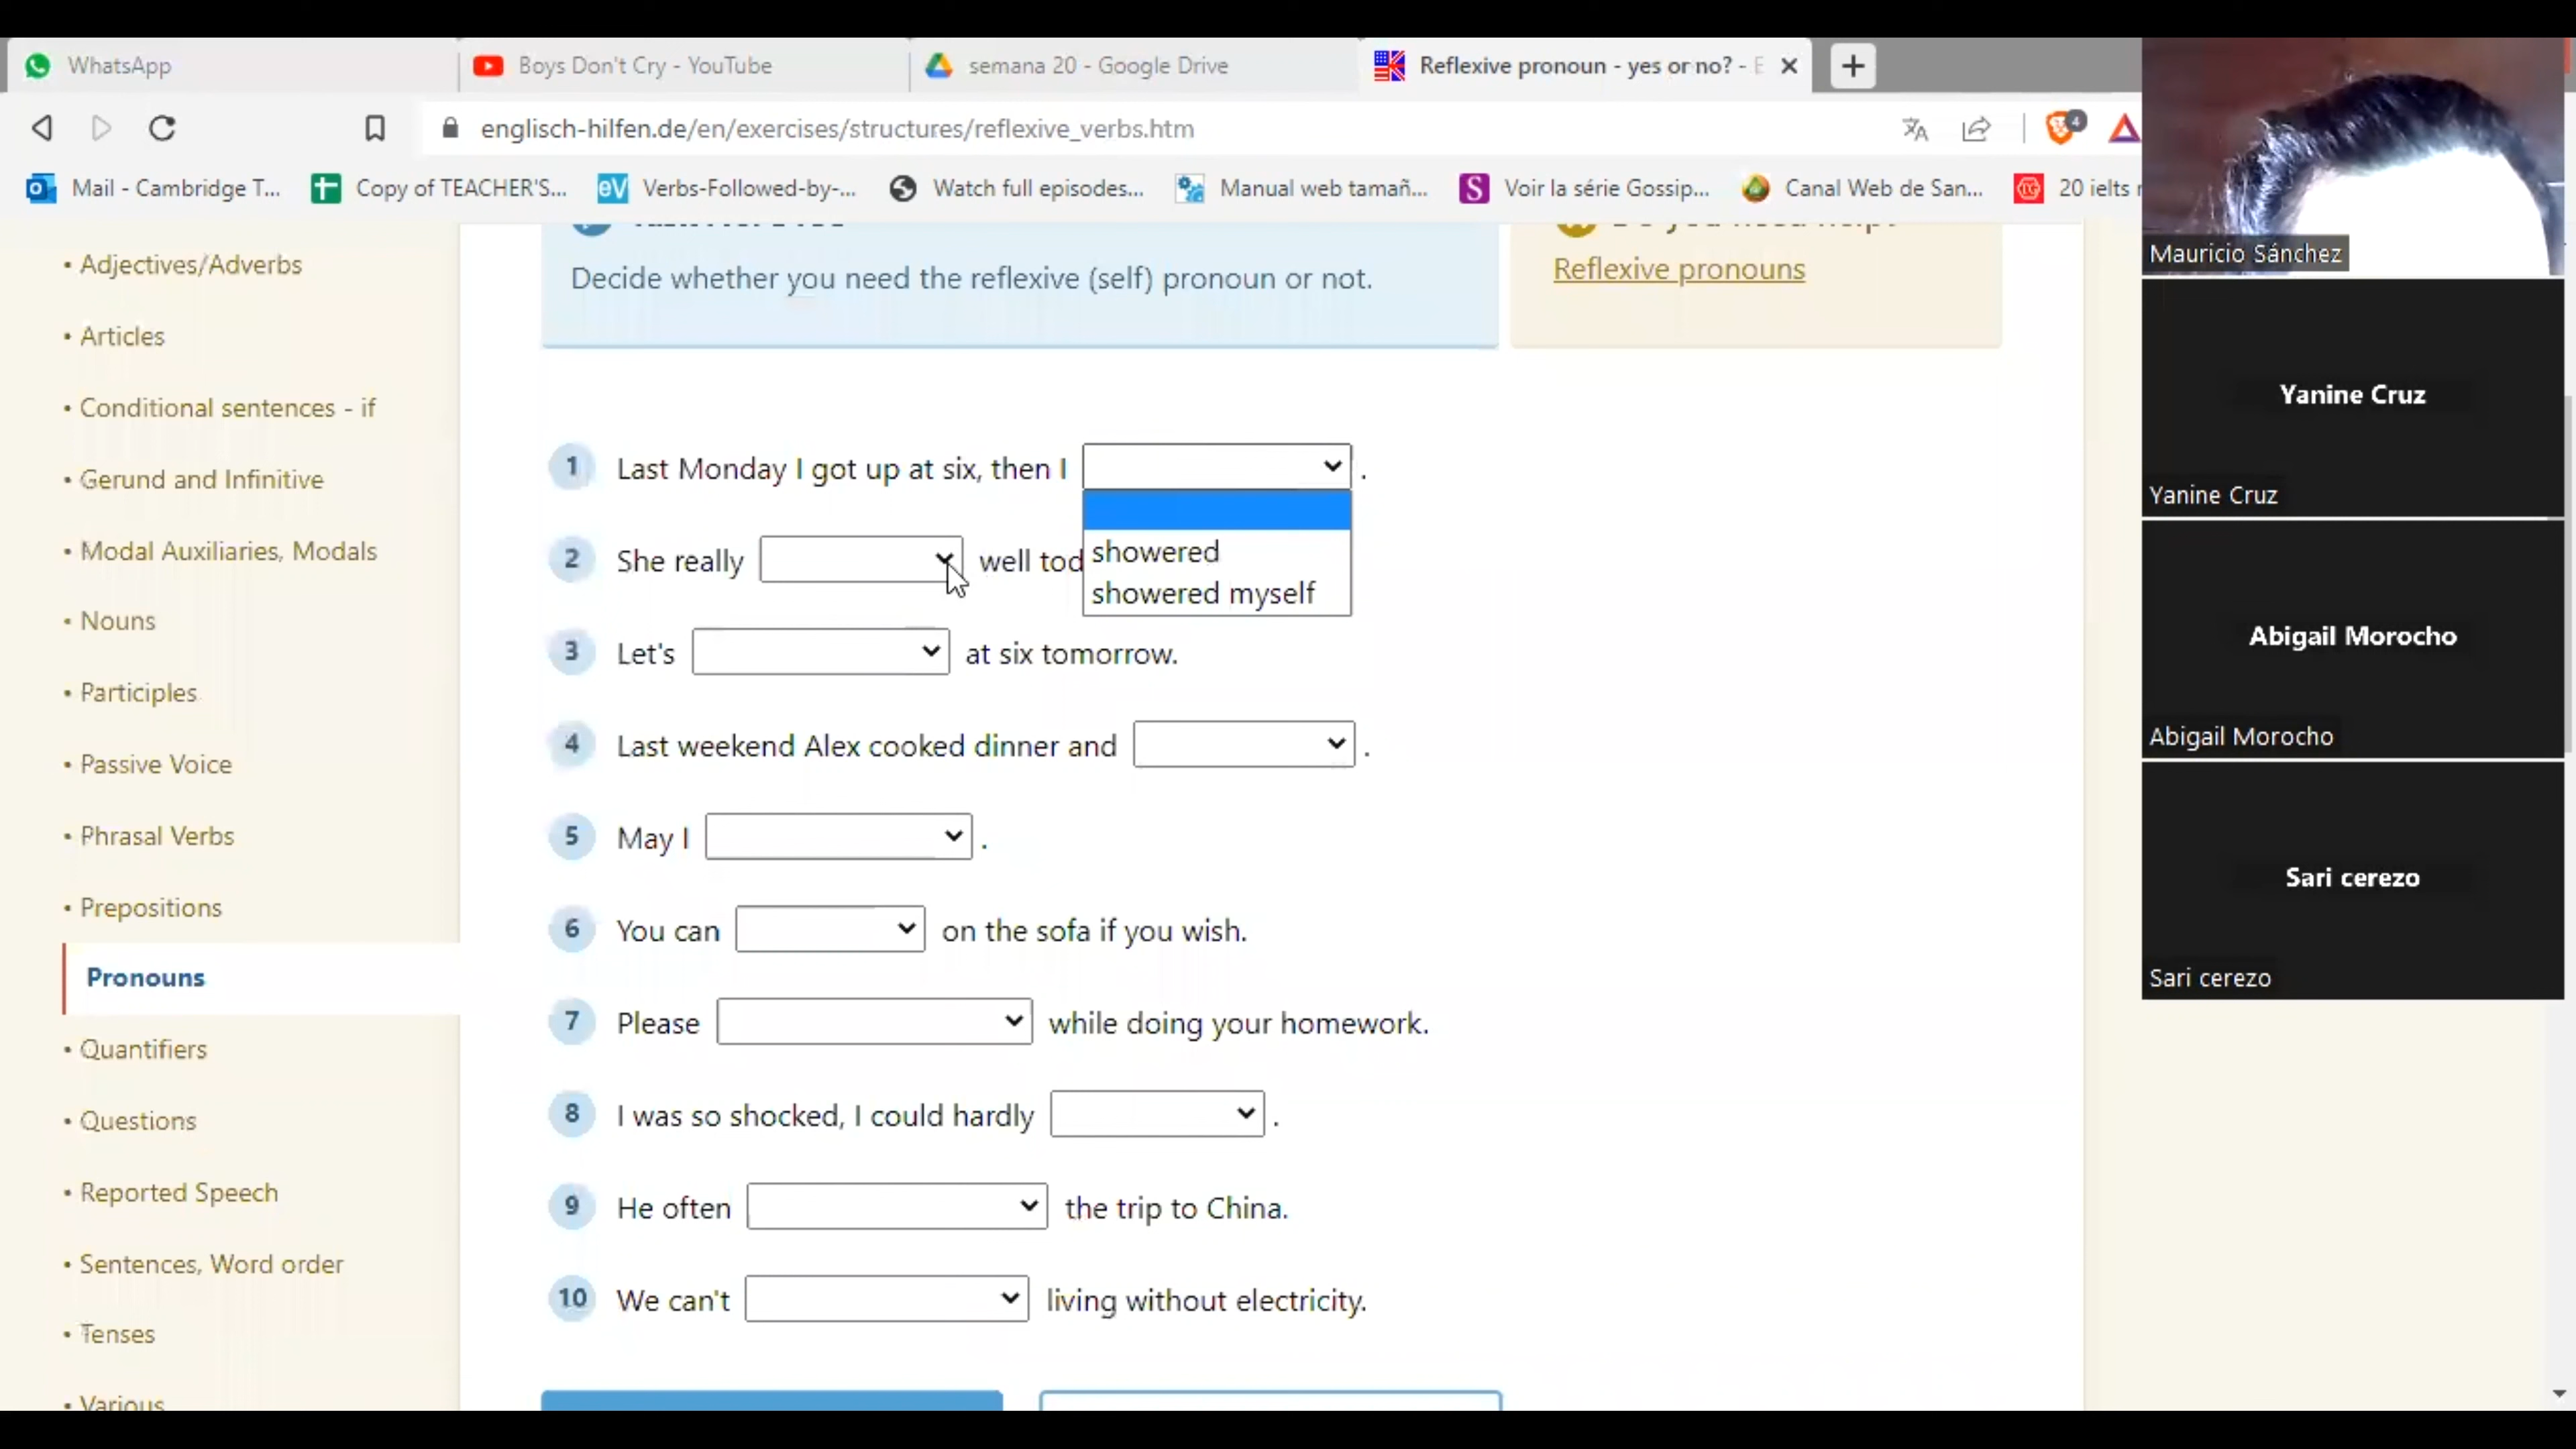 WhatsApp
Boys Don't Cry - YouTube
semana 20 - Google Drive
Reflexive pronoun - yes or no? - E
englisch-hilfen.de/en/exercises/structures/reflexive_verbs.htm
4
Mail - Cambridge T...
Copy of TEACHER'S...
eV
Verbs-Followed-by-...
Watch full episodes...
Manual web tamañ...
S
Voir la série Gossip...
Canal Web de San...
20 ielts
Mauricio Sánchez
Decide whether you need the reflexive (self) pronoun or not.
Do you need help?
Reflexive pronouns
• Adjectives/Adverbs
• Articles
• Conditional sentences - if
• Gerund and Infinitive
• Modal Auxiliaries, Modals
• Nouns
• Participles
• Passive Voice
• Phrasal Verbs
• Prepositions
Pronouns
• Quantifiers
• Questions
• Reported Speech
• Sentences, Word order
• Tenses
• Various
1 Last Monday I got up at six, then I .
showered
showered myself
2 She really well tod
3 Let's at six tomorrow.
4 Last weekend Alex cooked dinner and .
5 May I .
6 You can on the sofa if you wish.
7 Please while doing your homework.
8 I was so shocked, I could hardly .
9 He often the trip to China.
10 We can't living without electricity.
Yanine Cruz
Yanine Cruz
Abigail Morocho
Abigail Morocho
Sari cerezo
Sari cerezo